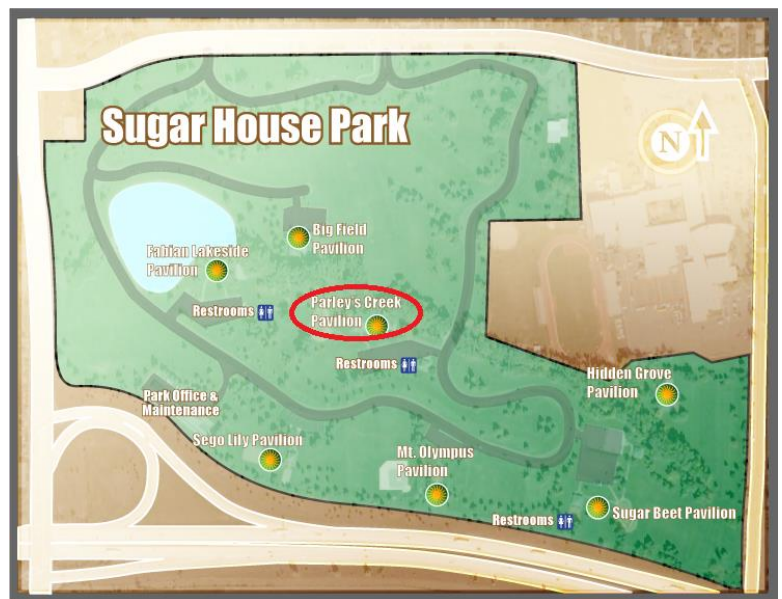 Sugar House Park
N
Big Field
Pavilion
Fabian Lakeside
Pavilion
Parley's Creek
Pavilion
Restrooms
Restrooms
Hidden Grove
Pavilion
Park Office &
Maintenance
Sego Lily Pavilion
Mt. Olympus
Pavilion
Sugar Beet Pavilion
Restrooms